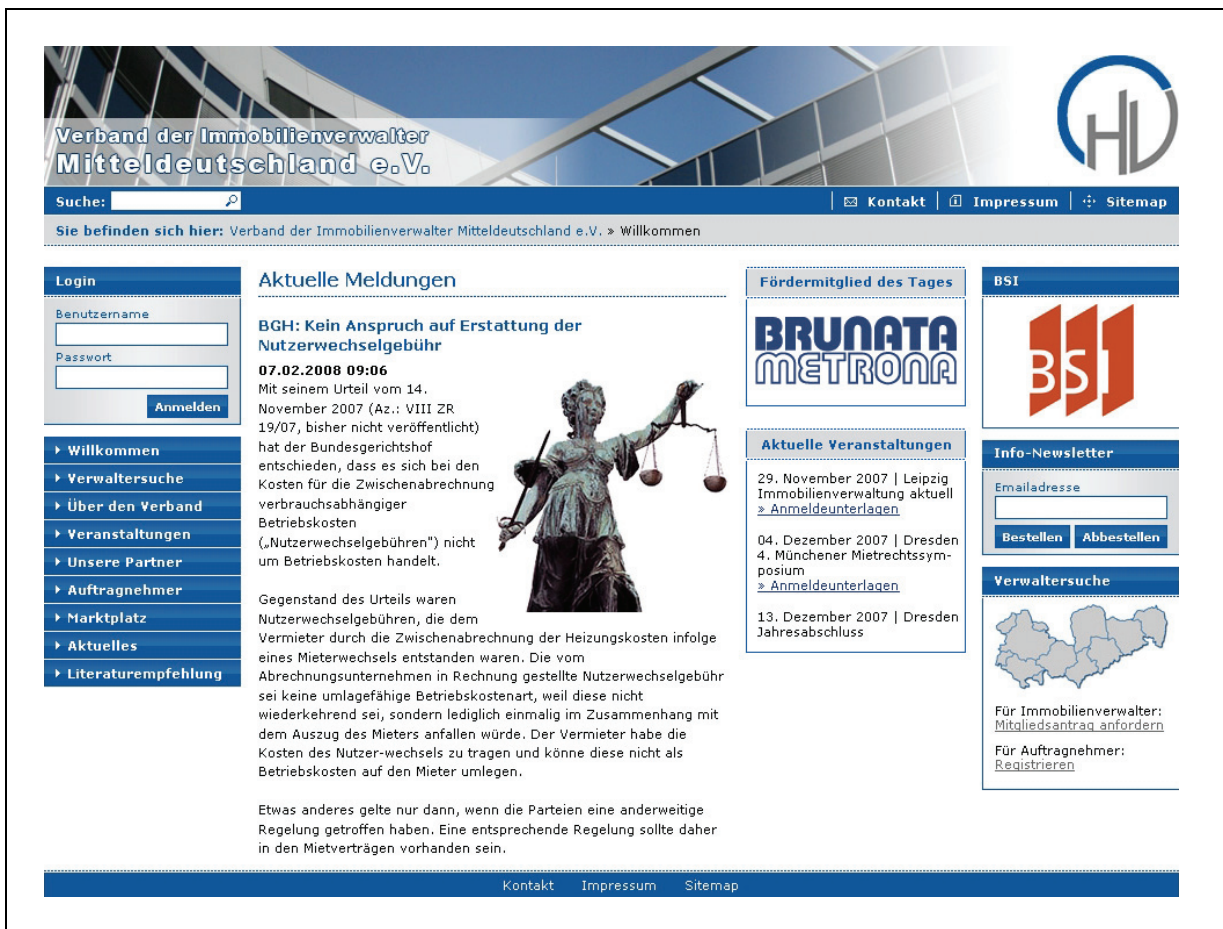 Verband der Immobilienverwalter
Mitteldeutschland e.V.
HV
Suche:
Kontakt
Impressum
Sitemap
Sie befinden sich hier: Verband der Immobilienverwalter Mitteldeutschland e.V. » Willkommen
Login
Benutzername
Passwort
Anmelden
Willkommen
Verwaltersuche
Über den Verband
Veranstaltungen
Unsere Partner
Auftragnehmer
Marktplatz
Aktuelles
Literaturempfehlung
Aktuelle Meldungen
BGH: Kein Anspruch auf Erstattung der
Nutzerwechselgebühr
07.02.2008 09:06
Mit seinem Urteil vom 14.
November 2007 (Az.: VIII ZR
19/07, bisher nicht veröffentlicht)
hat der Bundesgerichtshof
entschieden, dass es sich bei den
Kosten für die Zwischenabrechnung
verbrauchsabhängiger
Betriebskosten
(„Nutzerwechselgebühren") nicht
um Betriebskosten handelt.
Gegenstand des Urteils waren
Nutzerwechselgebühren, die dem
Vermieter durch die Zwischenabrechnung der Heizungskosten infolge
eines Mieterwechsels entstanden waren. Die vom
Abrechnungsunternehmen in Rechnung gestellte Nutzerwechselgebühr
sei keine umlagefähige Betriebskostenart, weil diese nicht
wiederkehrend sei, sondern lediglich einmalig im Zusammenhang mit
dem Auszug des Mieters anfallen würde. Der Vermieter habe die
Kosten des Nutzer-wechsels zu tragen und könne diese nicht als
Betriebskosten auf den Mieter umlegen.
Etwas anderes gelte nur dann, wenn die Parteien eine anderweitige
Regelung getroffen haben. Eine entsprechende Regelung sollte daher
in den Mietverträgen vorhanden sein.
Fördermitglied des Tages
BRUNATA
METRONA
Aktuelle Veranstaltungen
29. November 2007 | Leipzig
Immobilienverwaltung aktuell
» Anmeldeunterlagen
04. Dezember 2007 | Dresden
4. Münchener Mietrechtssym-
posium
» Anmeldeunterlagen
13. Dezember 2007 | Dresden
Jahresabschluss
BSI
BSI
Info-Newsletter
Emailadresse
Bestellen
Abbestellen
Verwaltersuche
Für Immobilienverwalter:
Mitgliedsantrag anfordern
Für Auftragnehmer:
Registrieren
Kontakt
Impressum
Sitemap